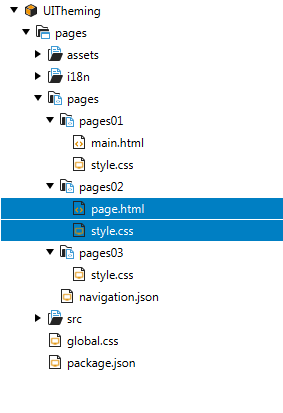 UITheming
pages
assets
i18n
pages
pages01
main.html
style.css
pages02
page.html
style.css
pages03
style.css
navigation.json
src
global.css
package.json